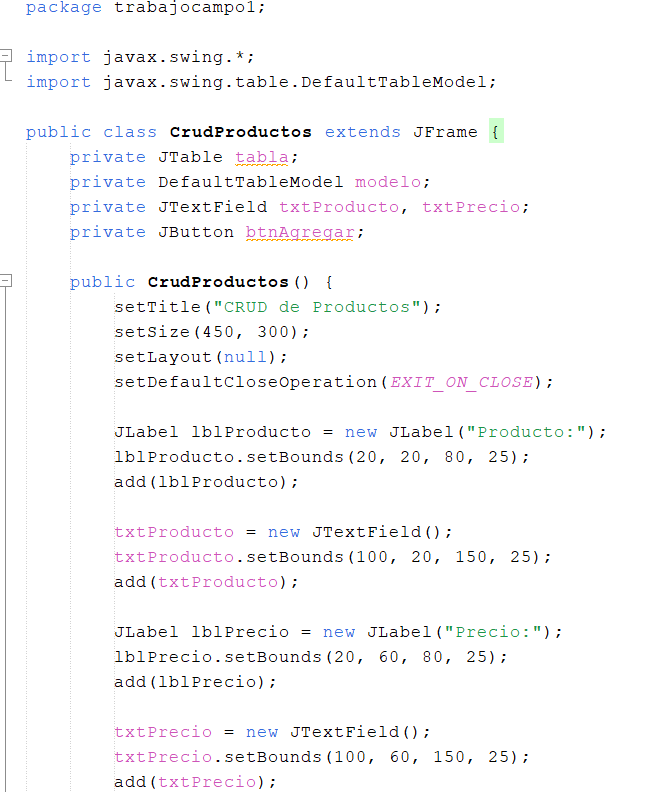 package trabajocampo1;
import javax.swing.*;
import javax.swing.table.DefaultTableModel;
public class CrudProductos extends JFrame {
private JTable tabla;
private DefaultTableModel modelo;
private JTextField txtProducto, txtPrecio;
private JButton btnAgregar;
public CrudProductos() {
setTitle("CRUD de Productos");
setSize(450, 300);
setLayout(null);
setDefaultCloseOperation(EXIT_ON_CLOSE);
JLabel lblProducto = new JLabel("Producto:");
lblProducto.setBounds(20, 20, 80, 25);
add(lblProducto);
txtProducto = new JTextField();
txtProducto.setBounds(100, 20, 150, 25);
add(txtProducto);
JLabel lblPrecio = new JLabel("Precio:");
lblPrecio.setBounds(20, 60, 80, 25);
add(lblPrecio);
txtPrecio = new JTextField();
txtPrecio.setBounds(100, 60, 150, 25);
add(txtPrecio);